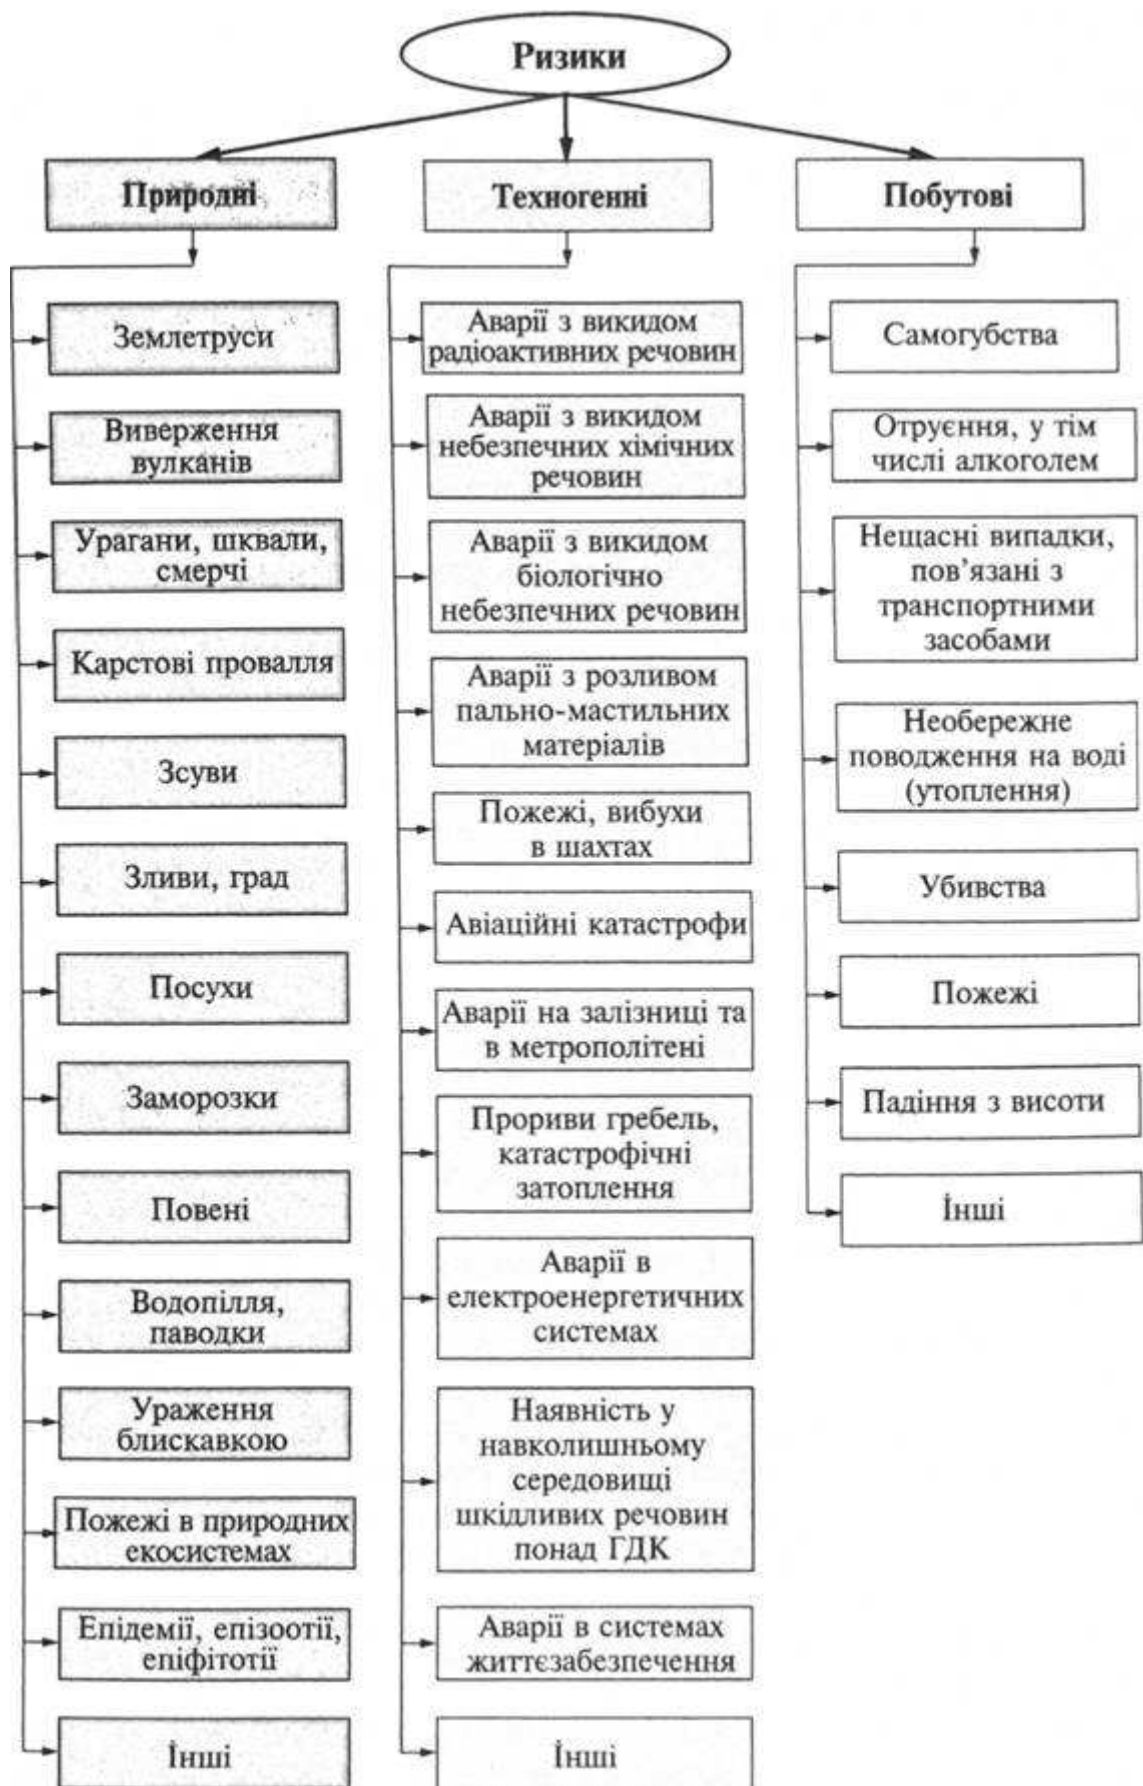 Ризики
Природні
Техногенні
Побутові
Землетруси
Виверження
вулканів
Урагани, шквали,
смерчі
Карстові провалля
Зсуви
Зливи, град
Посухи
Заморозки
Повені
Водопілля,
паводки
Ураження
блискавкою
Пожежі в природних
екосистемах
Епідемії, епізоотії,
епіфітотії
Інші
Аварії з викидом
радіоактивних речовин
Аварії з викидом
небезпечних хімічних
речовин
Аварії з викидом
біологічно
небезпечних речовин
Аварії з розливом
пально-мастильних
матеріалів
Пожежі, вибухи
в шахтах
Авіаційні катастрофи
Аварії на залізниці та
в метрополітені
Прориви гребель,
катастрофічні
затоплення
Аварії в
електроенергетичних
системах
Наявність у
навколишньому
середовищі
шкідливих речовин
понад ГДК
Аварії в системах
життєзабезпечення
Інші
Самогубства
Отруєння, у тім
числі алкоголем
Нещасні випадки,
пов’язані з
транспортними
засобами
Необережне
поводження на воді
(утоплення)
Убивства
Пожежі
Падіння з висоти
Інші